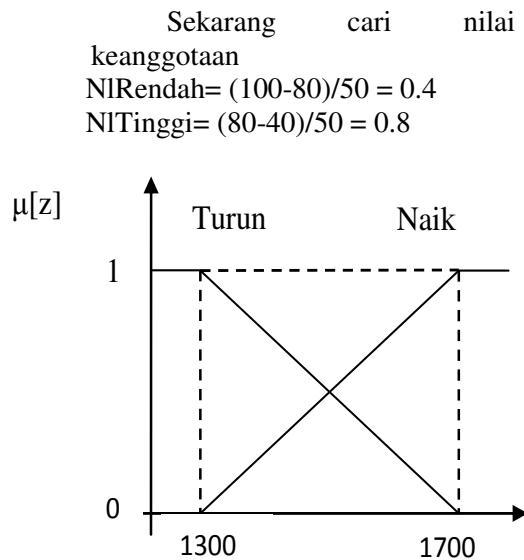 Sekarang cari nilai
keanggotaan
NlRendah= (100-80)/50 = 0.4
NlTinggi= (80-40)/50 = 0.8
μ[z]
Turun Naik
1
0
1300 1700